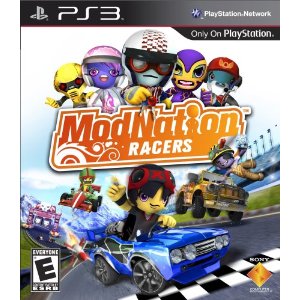 PS3
PlayStation Network
Only On PlayStation.
ModNation
RACERS
EVERYONE
E
ESRB
SONY